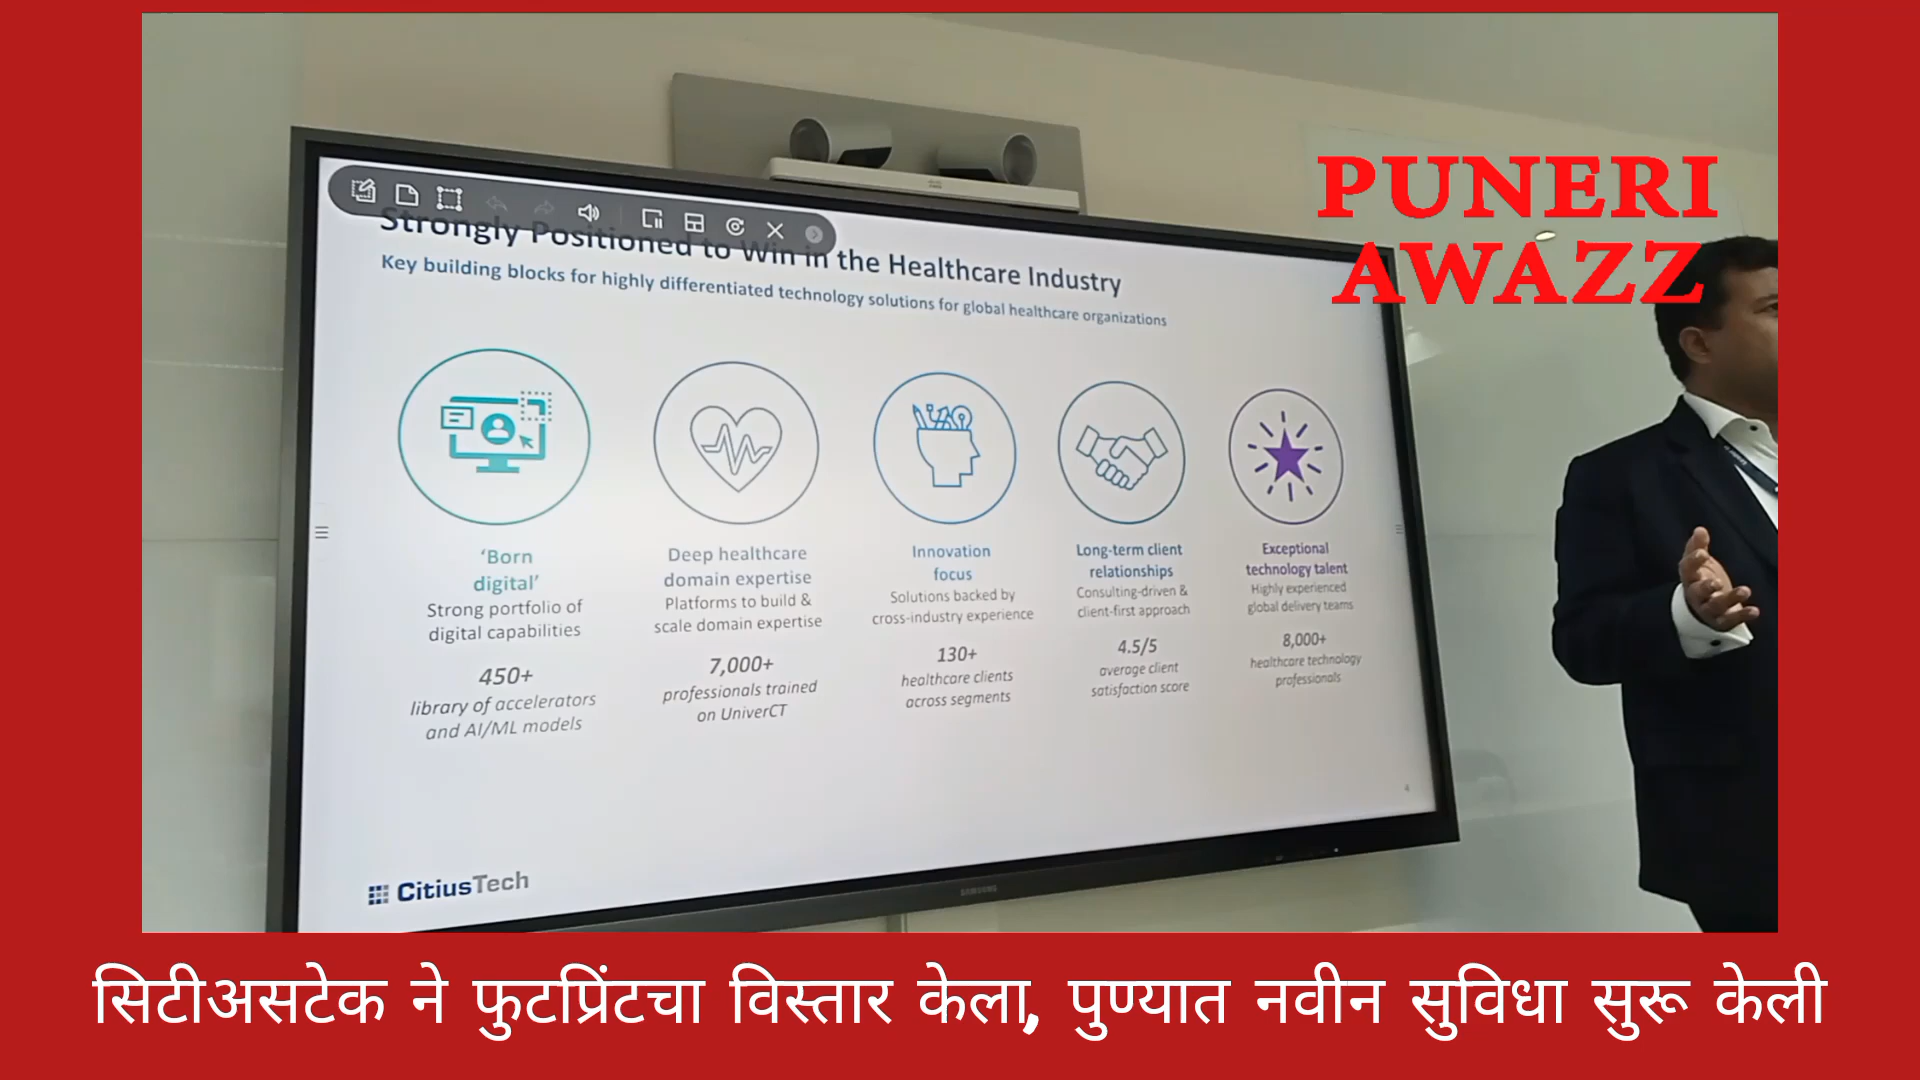 PUNERI
AWAZZ
Strongly Positioned to Win in the Healthcare Industry
Key building blocks for highly differentiated technology solutions for global healthcare organizations
‘Born
digital’
Strong portfolio of
digital capabilities
450+
library of accelerators
and AI/ML models
Deep healthcare
domain expertise
Platforms to build &
scale domain expertise
7,000+
professionals trained
on UniverCT
Innovation
focus
Solutions backed by
cross-industry experience
130+
healthcare clients
across segments
Long-term client
relationships
Consulting-driven &
client-first approach
4.5/5
average client
satisfaction score
Exceptional
technology talent
Highly experienced
global delivery teams
8,000+
healthcare technology
professionals
4
CitiusTech
SAMSUNG
सिटीअसटेक ने फुटप्रिंटचा विस्तार केला, पुण्यात नवीन सुविधा सुरू केली